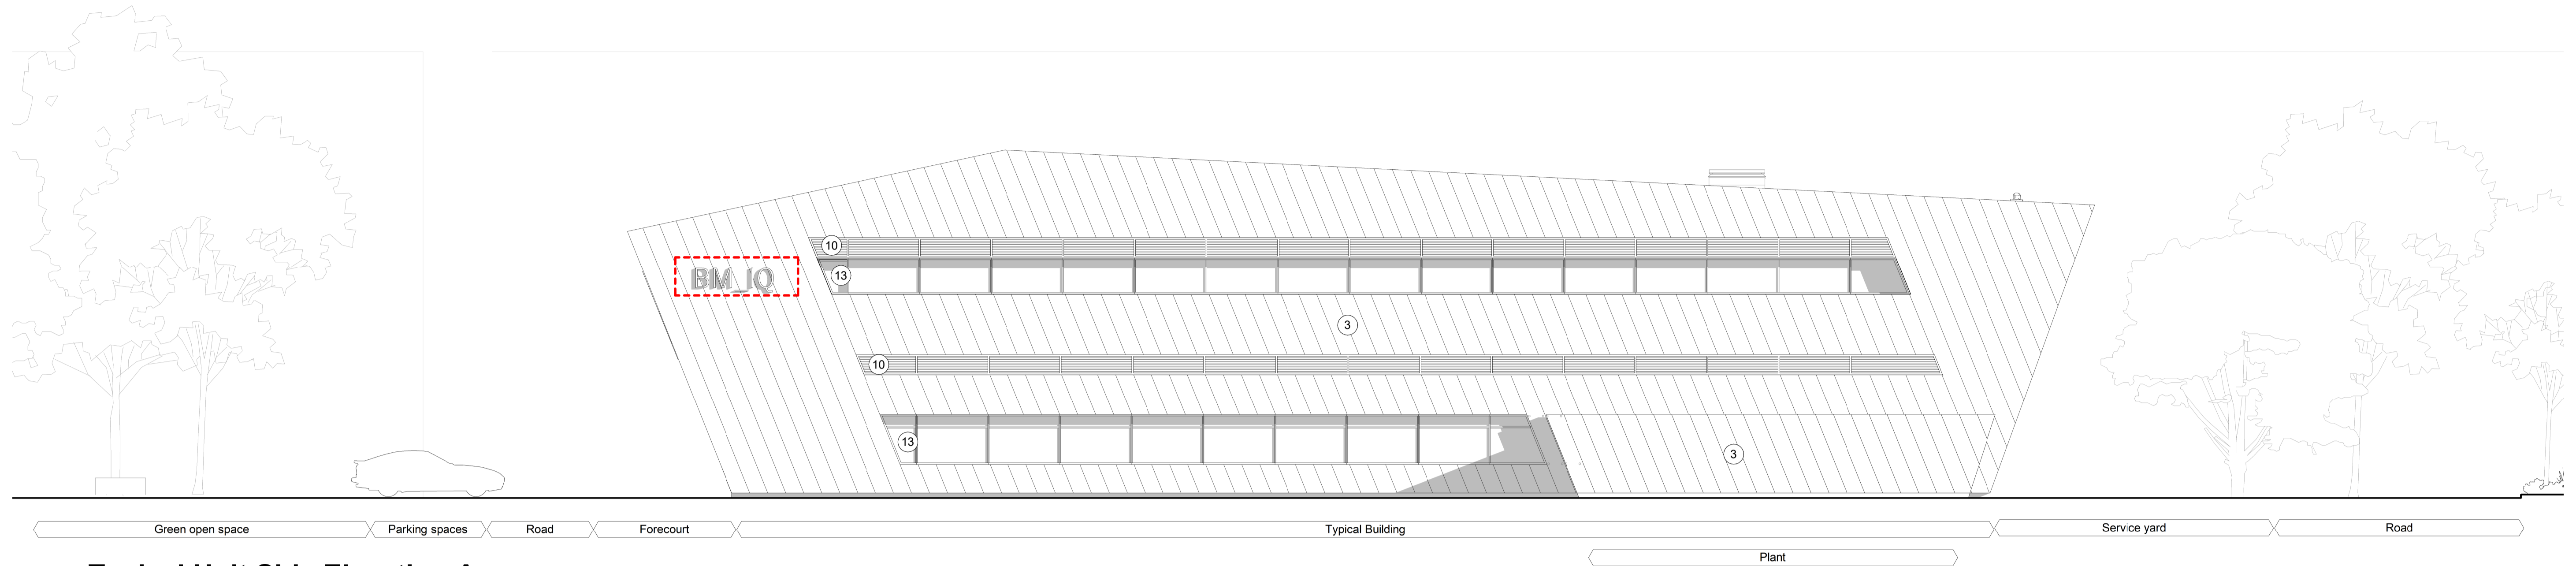 10
BM_IQ
13
3
10
13
3
Green open space
Parking spaces
Road
Forecourt
Typical Building
Service yard
Road
Plant